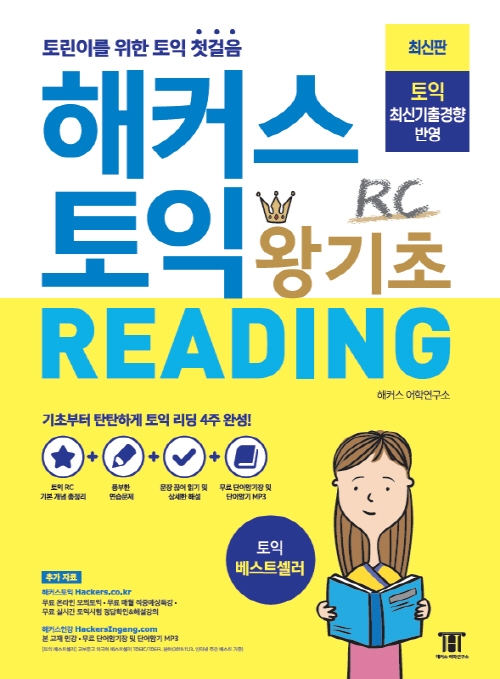 토린이를 위한 토익 첫걸음
최신판
토익
최신기출경향
반영
해커스
토익
왕기초
RC
READING
해커스 어학연구소
기초부터 탄탄하게 토익 리딩 4주 완성!
토익 RC
기본 개념 총정리
풍부한
연습문제
문장 끊어 읽기 및
상세한 해설
무료 단어암기장 및
단어암기 MP3
토익
베스트셀러
추가 자료
해커스토익 Hackers.co.kr
무료 온라인 모의토익 • 무료 매월 적중예상특강 •
무료 실시간 토익시험 정답확인&해설강의
해커스인강 HackersIngang.com
본 교재 인강 • 무료 단어암기장 및 단어암기 MP3
해커스 어학연구소